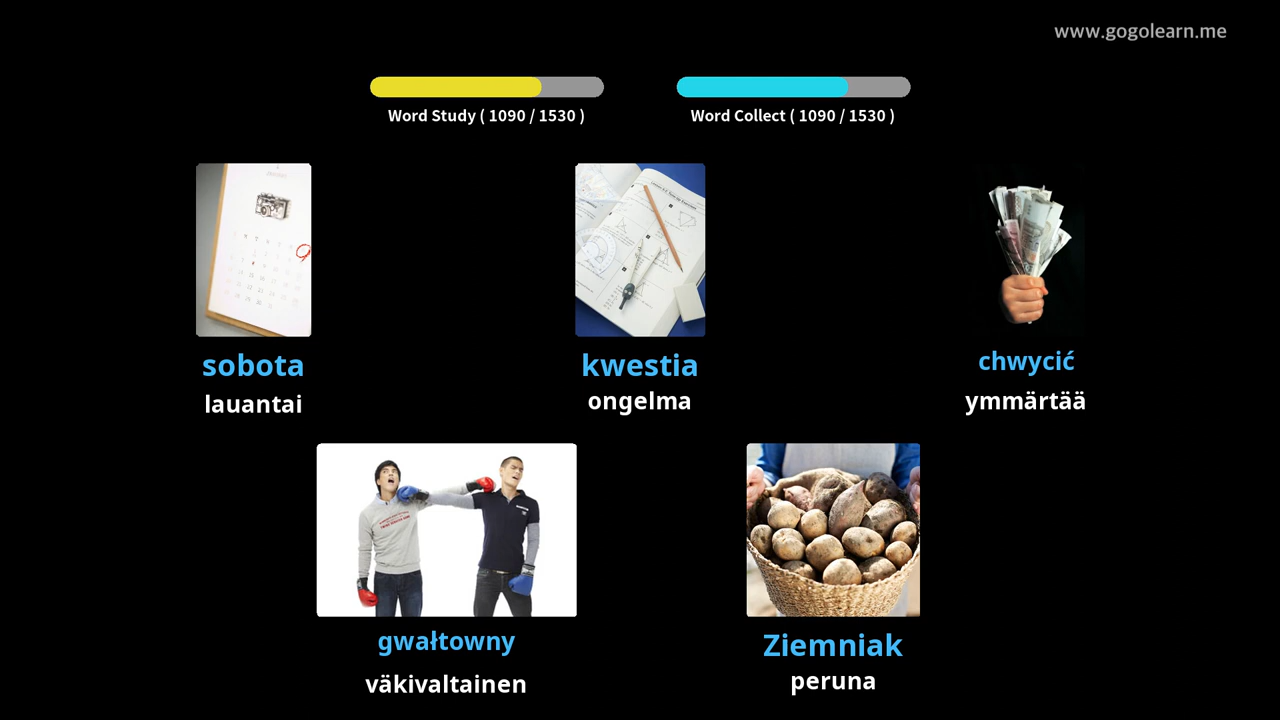 www.gogolearn.me
Word Study ( 1090 / 1530 )
Word Collect ( 1090 / 1530 )
sobota
lauantai
kwestia
ongelma
chwycić
ymmärtää
gwałtowny
väkivaltainen
Ziemniak
peruna